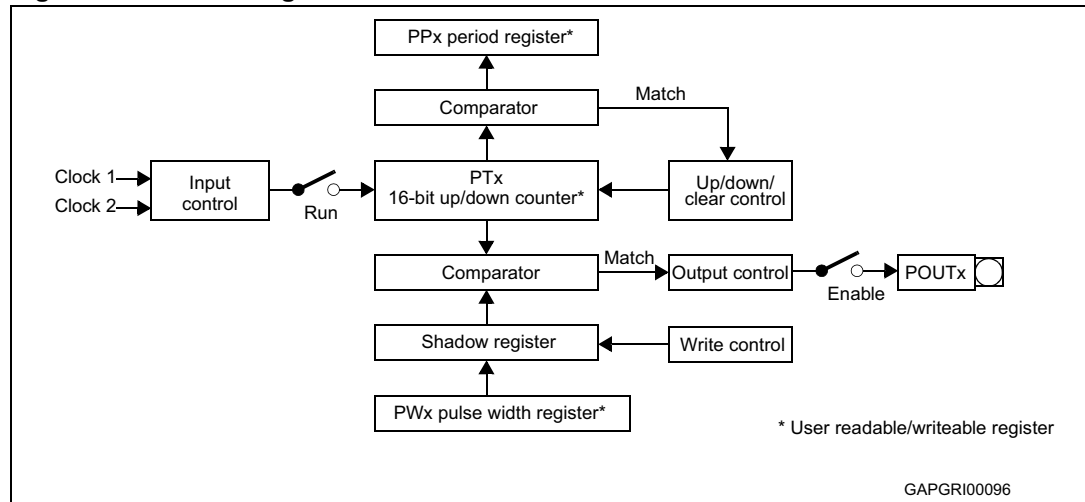 PPx period register*
Comparator
Match
Clock 1
Clock 2
Input
control
Run
PTx
16-bit up/down counter*
Up/down/
clear control
Comparator
Match
Output control
Enable
POUTx
Shadow register
Write control
PWx pulse width register*
* User readable/writeable register
GAPGRI00096